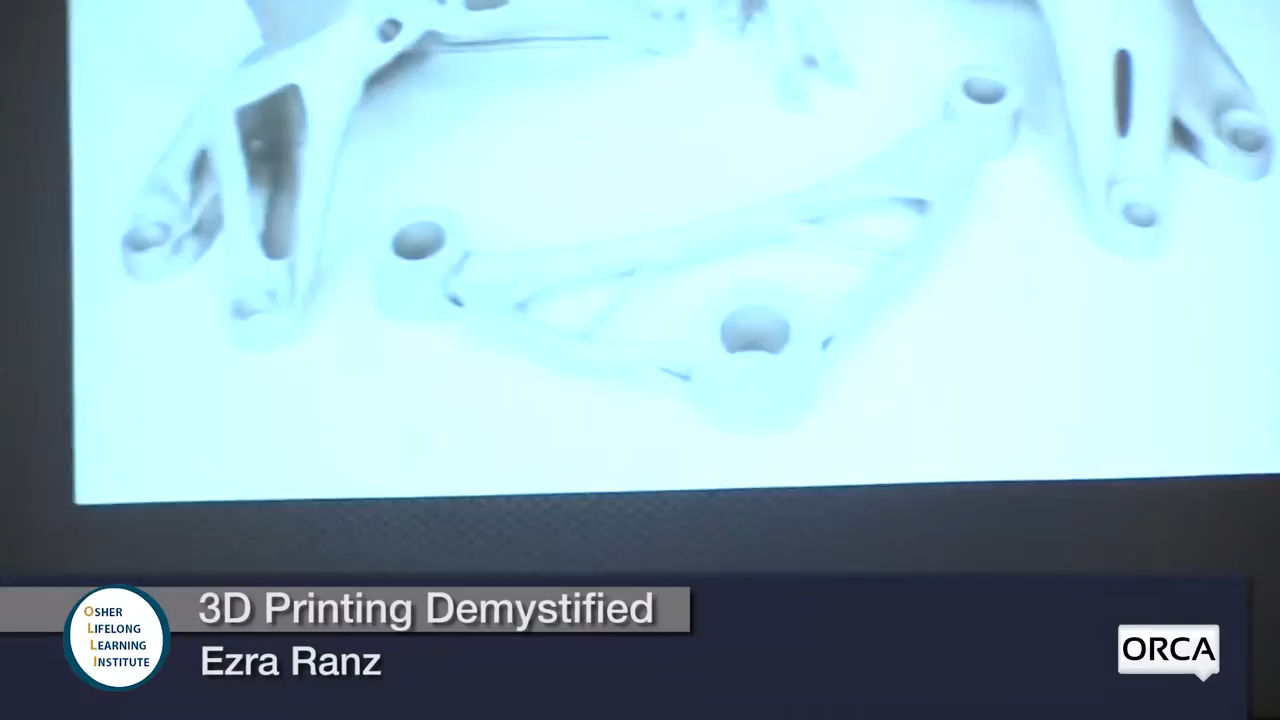 3D Printing Demystified
Ezra Ranz
OSHER
LIFELONG
LEARNING
INSTITUTE
ORCA